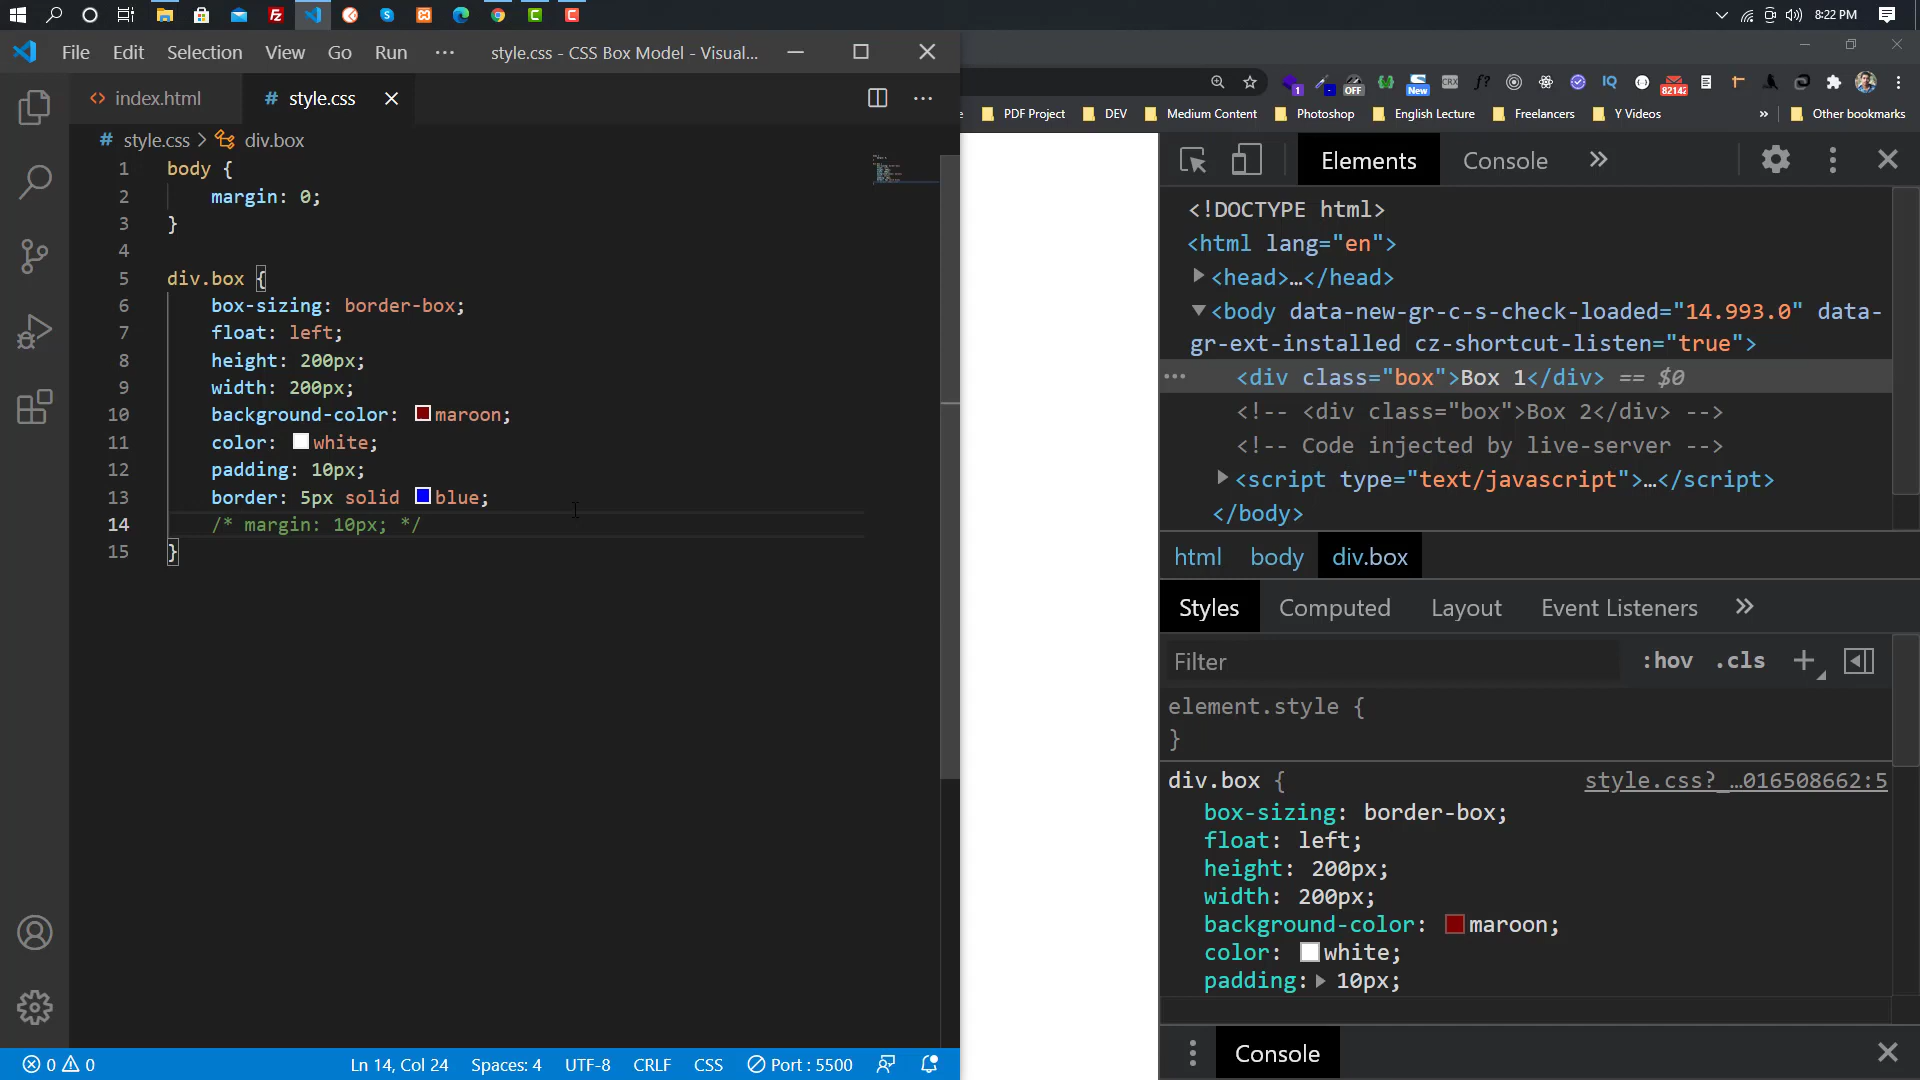 8:22 PM
File Edit Selection View Go Run ··· style.css - CSS Box Model - Visual...
index.html # style.css
1 OFF New CRX f? IQ 82142
PDF Project DEV Medium Content Photoshop English Lecture Freelancers Y Videos » Other bookmarks
# style.css > div.box
1 body {
2 margin: 0;
3 }
4
5 div.box {
6 box-sizing: border-box;
7 float: left;
8 height: 200px;
9 width: 200px;
10 background-color: maroon;
11 color: white;
12 padding: 10px;
13 border: 5px solid blue;
14 /* margin: 10px; */
15 }
0 0 Ln 14, Col 24 Spaces: 4 UTF-8 CRLF CSS Port : 5500
Elements Console »
<!DOCTYPE html>
<html lang="en">
<head>…</head>
<body data-new-gr-c-s-check-loaded="14.993.0" data-
gr-ext-installed cz-shortcut-listen="true">
··· <div class="box">Box 1</div> == $0
<!-- <div class="box">Box 2</div> -->
<!-- Code injected by live-server -->
<script type="text/javascript">…</script>
</body>
html body div.box
Styles Computed Layout Event Listeners »
Filter :hov .cls +
element.style {
}
div.box { style.css?_…016508662:5
box-sizing: border-box;
float: left;
height: 200px;
width: 200px;
background-color: maroon;
color: white;
padding: 10px;
Console